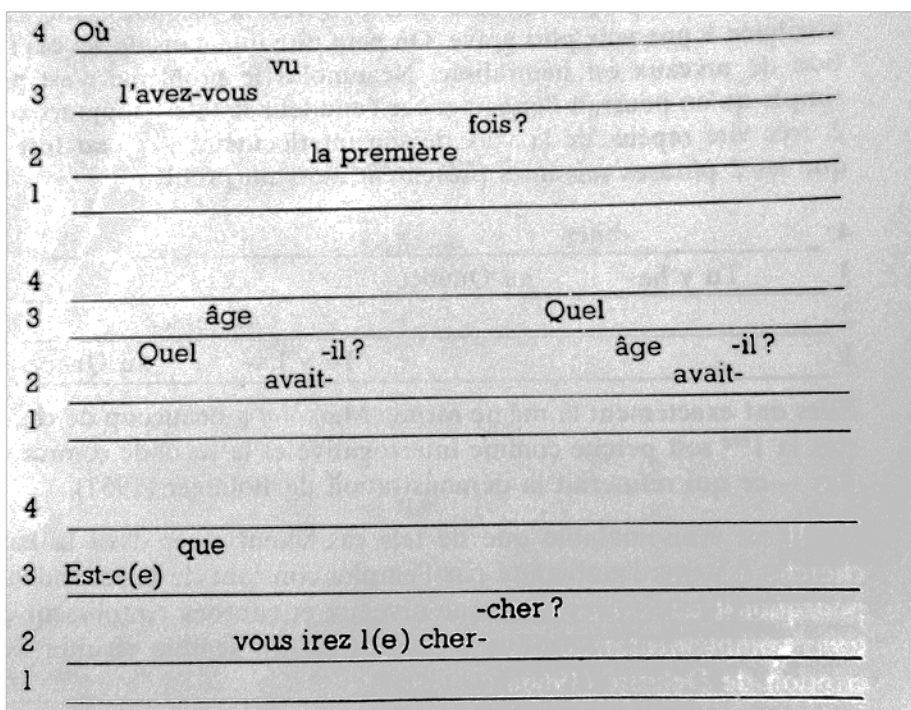 4 Où
vu
3 l'avez-vous
fois?
2 la première
1
4
3 âge Quel
Quel -il? âge -il?
2 avait- avait-
1
4
que
3 Est-c(e)
-cher?
2 vous irez l(e) cher-
1